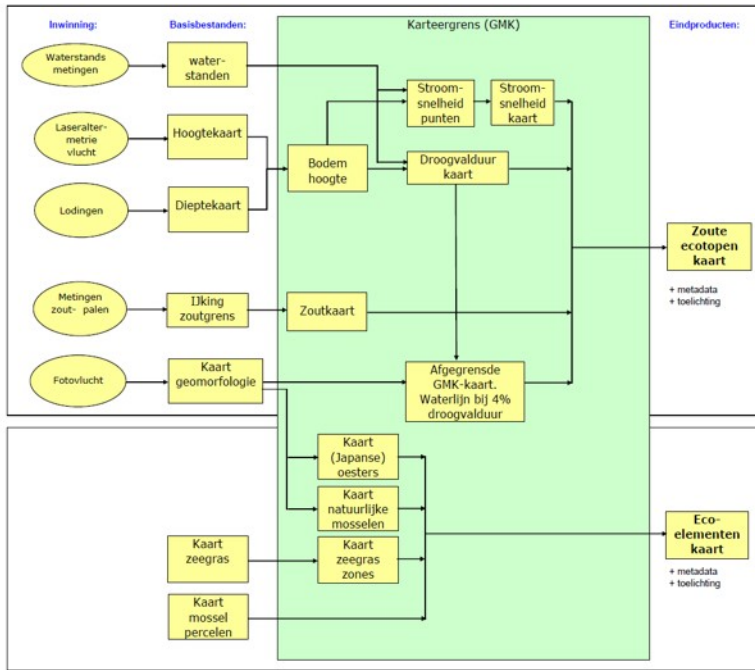 Inwinning:
Basisbestanden:
Karteergrens (GMK)
Eindproducten:
Waterstands
metingen
water-
standen
Stroom-
snelheid
punten
Stroom-
snelheid
kaart
Laseralter-
metrie
vlucht
Hoogtekaart
Bodem
hoogte
Droogvalduur
kaart
Lodingen
Dieptekaart
Zoute
ecotopen
kaart
+ metadata
+ toelichting
Metingen
zout- palen
IJking
zoutgrens
Zoutkaart
Fotovlucht
Kaart
geomorfologie
Afgegrensde
GMK-kaart.
Waterlijn bij 4%
droogvalduur
Kaart
(Japanse)
oesters
Kaart
natuurlijke
mosselen
Eco-
elementen
kaart
+ metadata
+ toelichting
Kaart
zeegras
Kaart
zeegras
zones
Kaart
mossel
percelen